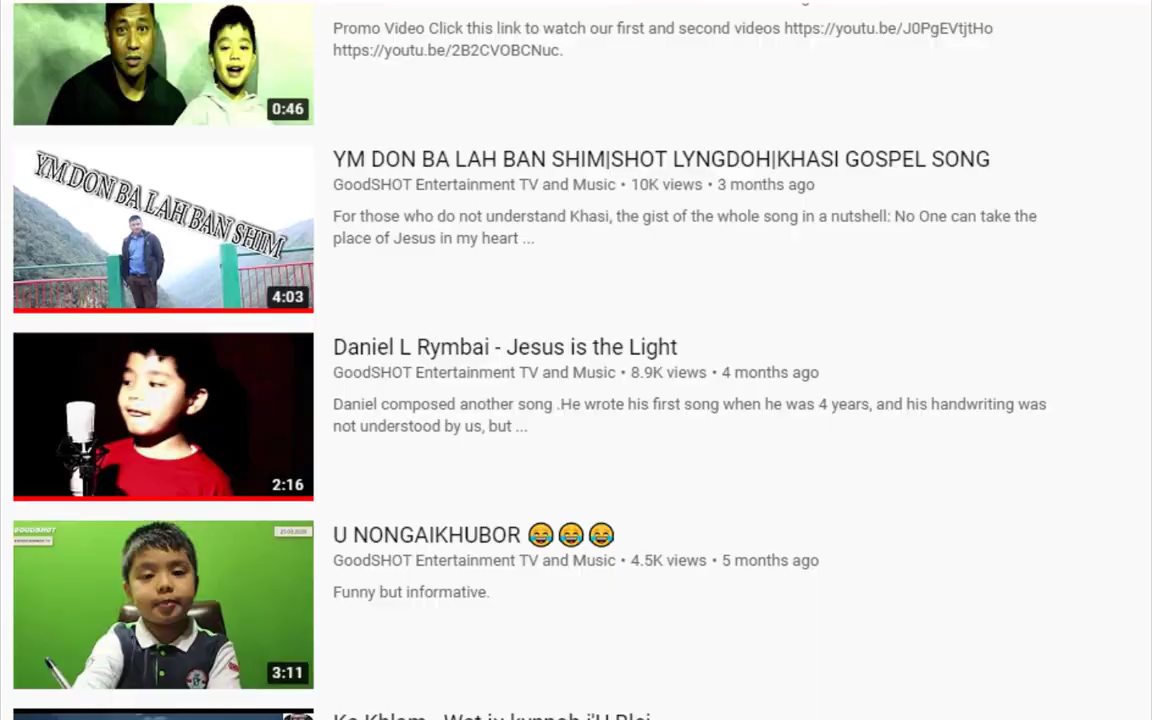 Promo Video Click this link to watch our first and second videos https://youtu.be/J0PgEVtjtHo
https://youtu.be/2B2CVOBCNuc.
0:46
YM DON BA LAH BAN SHIM
4:03
YM DON BA LAH BAN SHIM|SHOT LYNGDOH|KHASI GOSPEL SONG
GoodSHOT Entertainment TV and Music • 10K views • 3 months ago
For those who do not understand Khasi, the gist of the whole song in a nutshell: No One can take the
place of Jesus in my heart ...
2:16
Daniel L Rymbai - Jesus is the Light
GoodSHOT Entertainment TV and Music • 8.9K views • 4 months ago
Daniel composed another song .He wrote his first song when he was 4 years, and his handwriting was
not understood by us, but ...
GOODSHOT
3:11
U NONGAIKHUBOR 😂😂😂
GoodSHOT Entertainment TV and Music • 4.5K views • 5 months ago
Funny but informative.